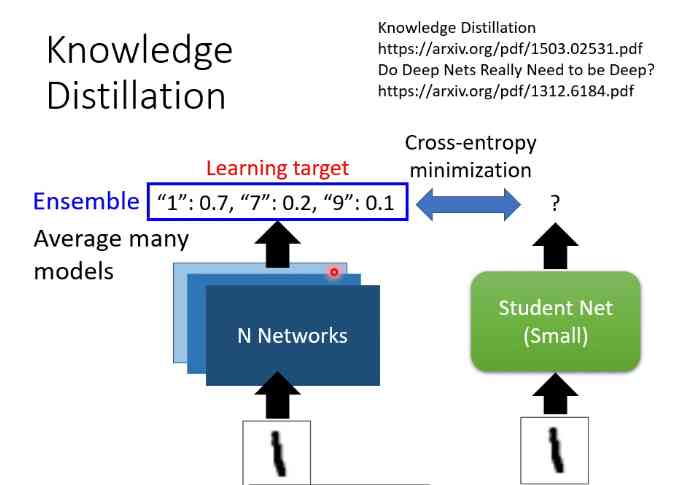 Knowledge
Distillation
Knowledge Distillation
https://arxiv.org/pdf/1503.02531.pdf
Do Deep Nets Really Need to be Deep?
https://arxiv.org/pdf/1312.6184.pdf
Cross-entropy
minimization
Learning target
Ensemble
“1”: 0.7, “7”: 0.2, “9”: 0.1
?
Average many
models
N Networks
Student Net
(Small)
1
1